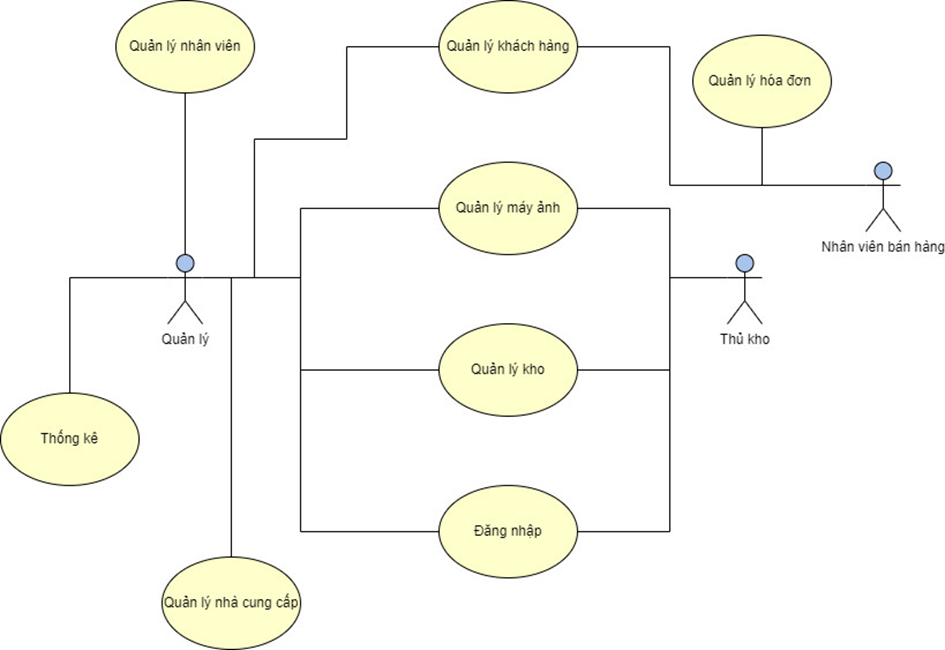 Quản lý nhân viên
Quản lý khách hàng
Quản lý hóa đơn
Quản lý máy ảnh
Nhân viên bán hàng
Quản lý
Thủ kho
Quản lý kho
Thống kê
Đăng nhập
Quản lý nhà cung cấp